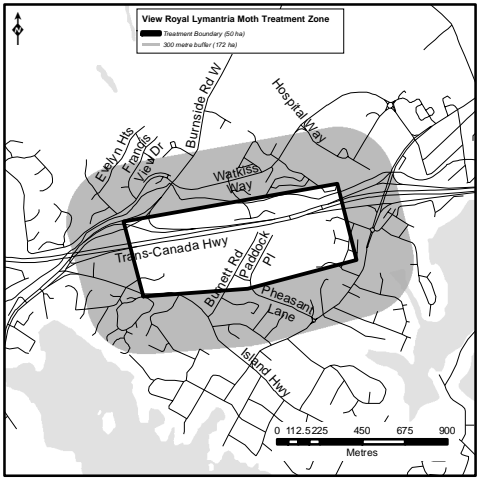 View Royal Lymantria Moth Treatment Zone
Treatment Boundary (50 ha)
300 metre buffer (172 ha)
N
Burnside Rd W
Hospital Way
Evelyn Hts
Francis
View Dr
Watkiss
Way
Trans-Canada Hwy
Burnett Rd
Paddock
Pl
Pheasant
Lane
Island Hwy
0 112.5 225 450 675 900
Metres